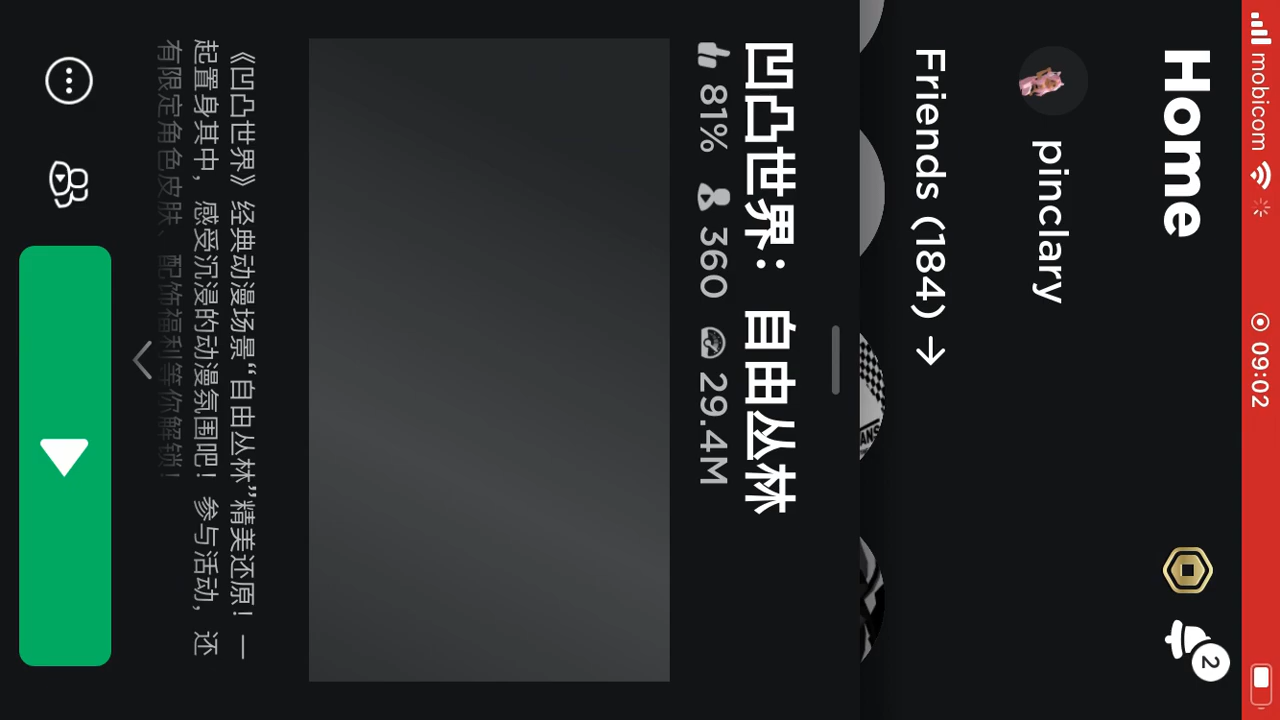 mobicom 09:02
Home
2
pinclary
Friends (184) →
ANS
凹凸世界：自由丛林
81% 360 29.4M
《凹凸世界》经典动漫场景“自由丛林”精美还原！一
起置身其中，感受沉浸的动漫氛围吧！参与活动，还
有限定角色皮肤、配饰福利等你解锁！